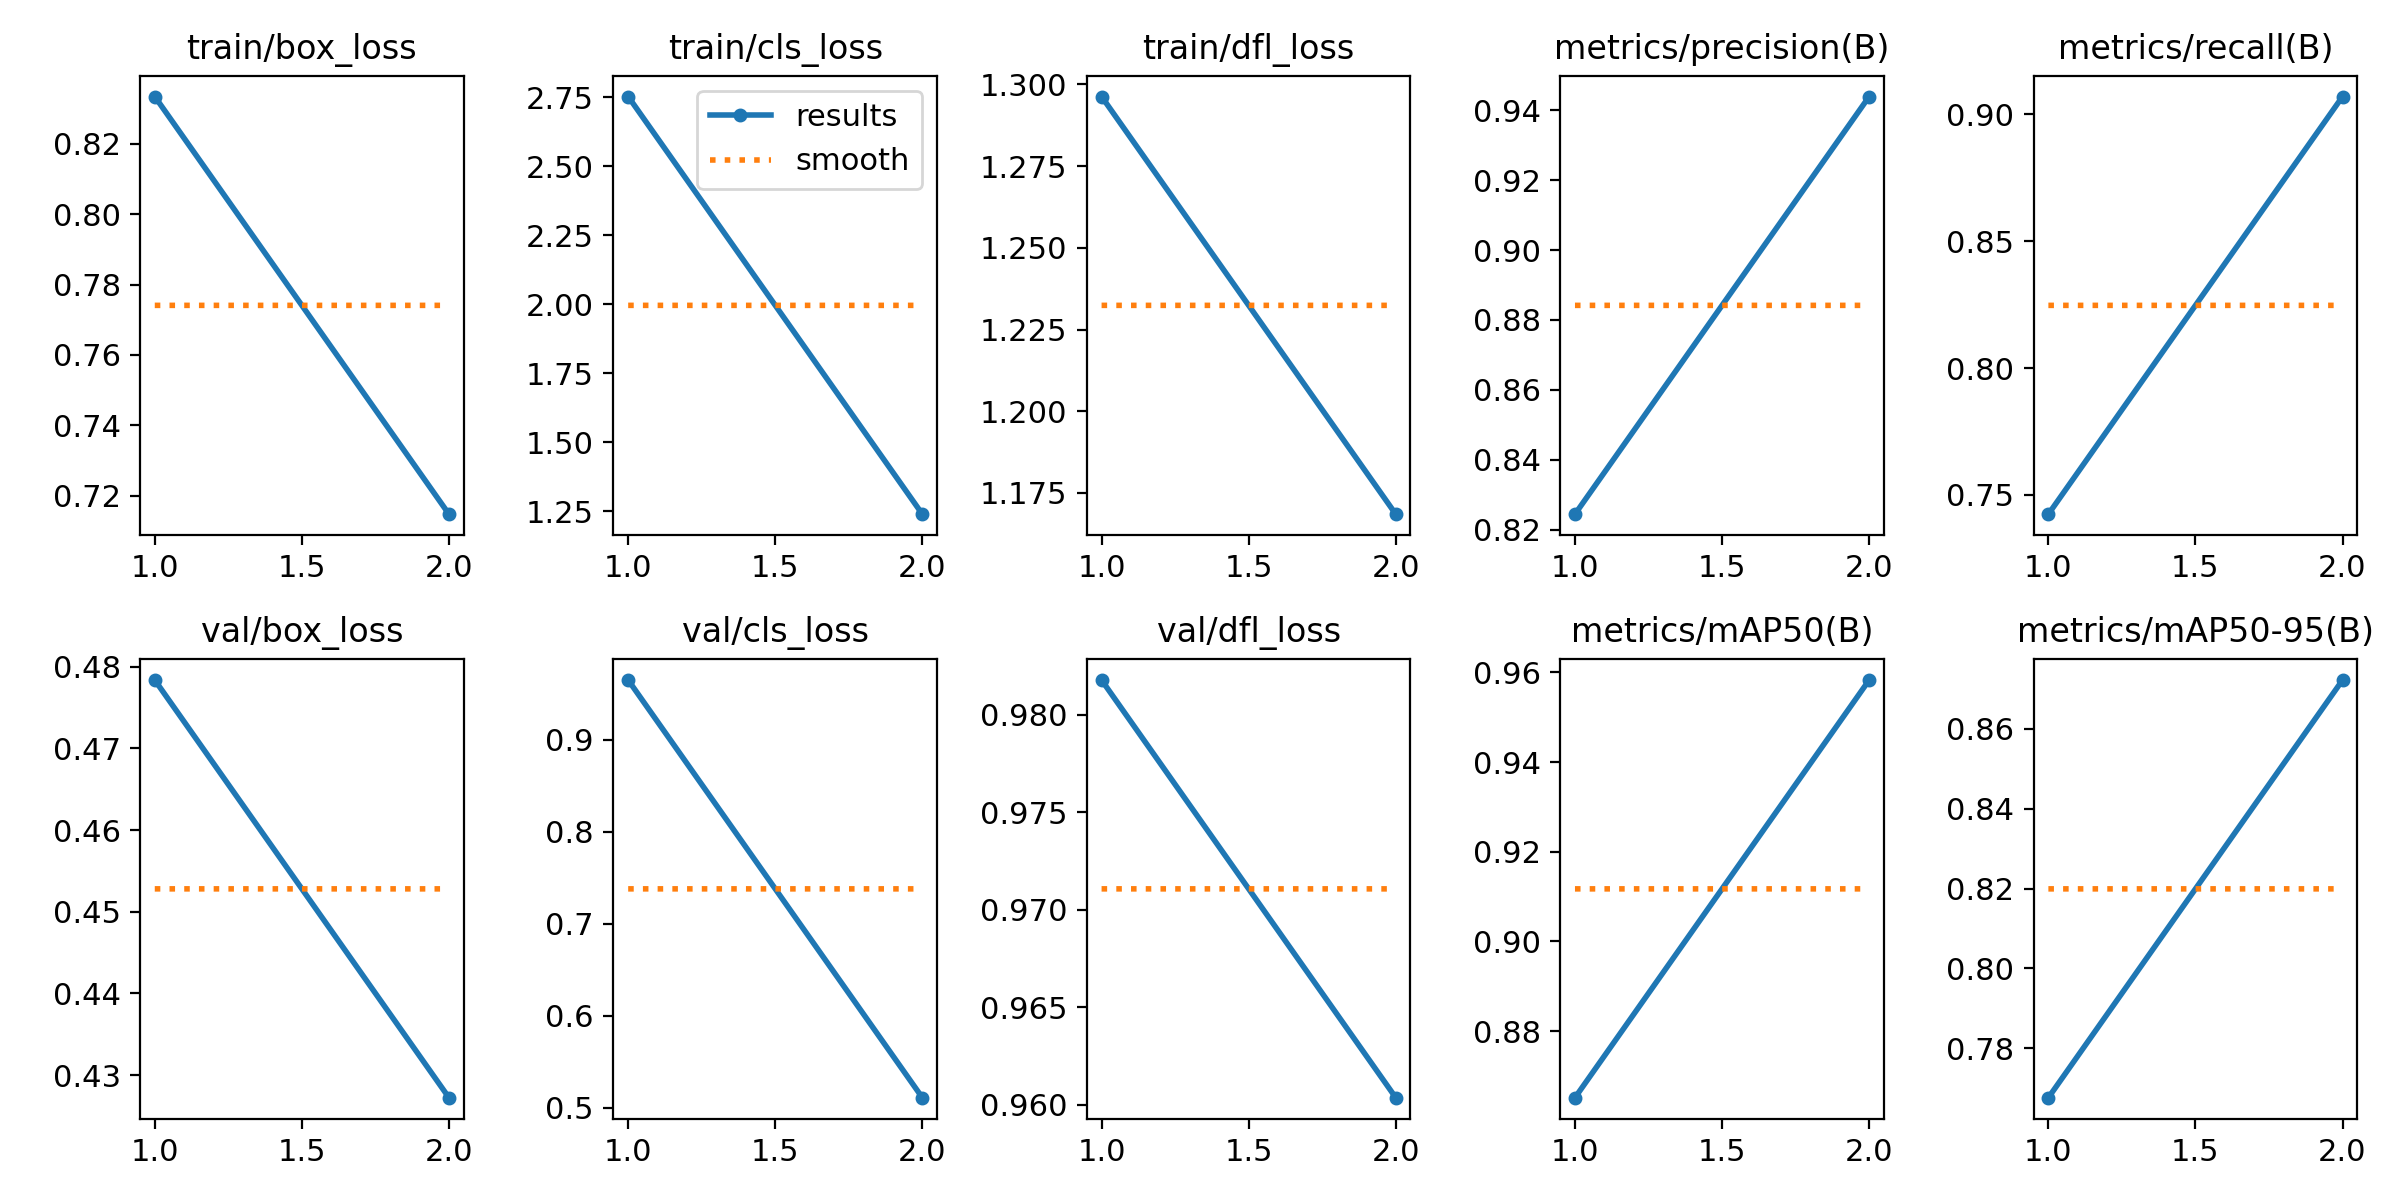 train/box_loss
0.82
0.80
0.78
0.76
0.74
0.72
1.0 1.5 2.0
train/cls_loss
results
smooth
2.75
2.50
2.25
2.00
1.75
1.50
1.25
1.0 1.5 2.0
train/dfl_loss
1.300
1.275
1.250
1.225
1.200
1.175
1.0 1.5 2.0
metrics/precision(B)
0.94
0.92
0.90
0.88
0.86
0.84
0.82
1.0 1.5 2.0
metrics/recall(B)
0.90
0.85
0.80
0.75
1.0 1.5 2.0
val/box_loss
0.48
0.47
0.46
0.45
0.44
0.43
1.0 1.5 2.0
val/cls_loss
0.9
0.8
0.7
0.6
0.5
1.0 1.5 2.0
val/dfl_loss
0.980
0.975
0.970
0.965
0.960
1.0 1.5 2.0
metrics/mAP50(B)
0.96
0.94
0.92
0.90
0.88
1.0 1.5 2.0
metrics/mAP50-95(B)
0.86
0.84
0.82
0.80
0.78
1.0 1.5 2.0